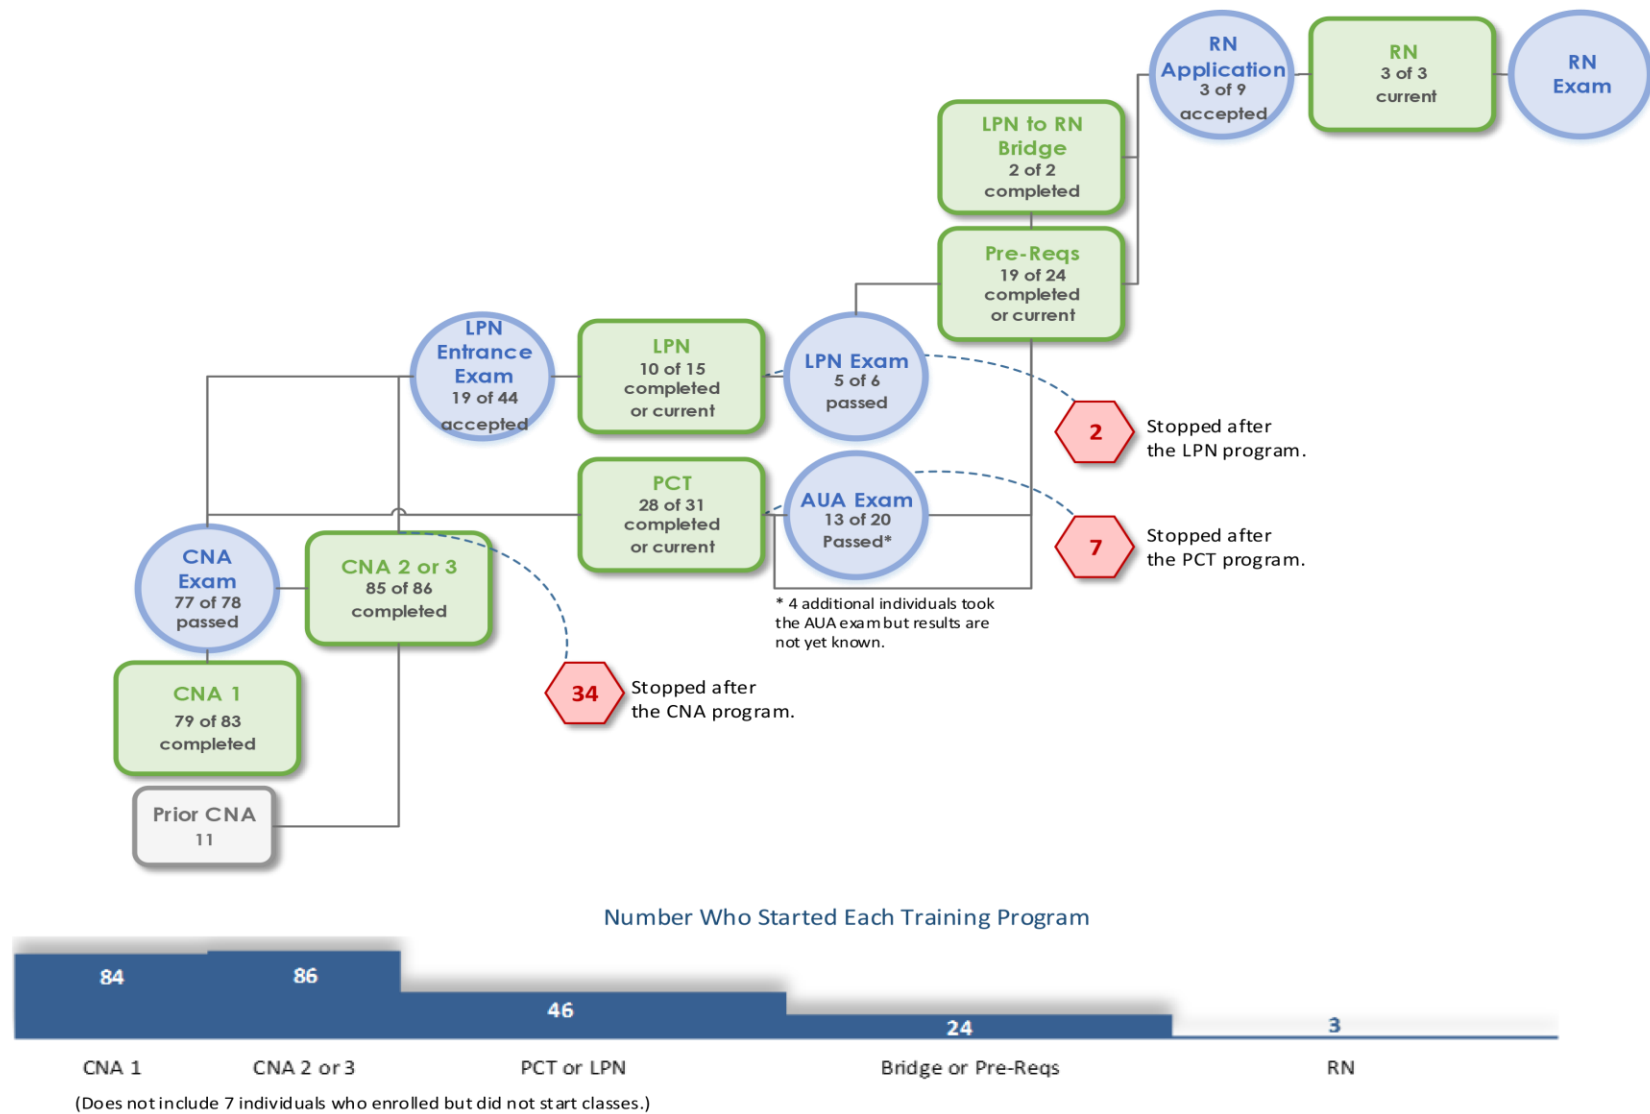 RN
Application
3 of 9
accepted
RN
3 of 3
current
RN
Exam
LPN to RN
Bridge
2 of 2
completed
Pre-Reqs
19 of 24
completed
or current
LPN
Entrance
Exam
19 of 44
accepted
LPN
10 of 15
completed
or current
LPN Exam
5 of 6
passed
2
Stopped after
the LPN program.
PCT
28 of 31
completed
or current
AUA Exam
13 of 20
Passed*
7
Stopped after
the PCT program.
* 4 additional individuals took
the AUA exam but results are
not yet known.
CNA
Exam
77 of 78
passed
CNA 2 or 3
85 of 86
completed
34
Stopped after
the CNA program.
CNA 1
79 of 83
completed
Prior CNA
11
Number Who Started Each Training Program
84
86
46
24
3
CNA 1
CNA 2 or 3
PCT or LPN
Bridge or Pre-Reqs
RN
(Does not include 7 individuals who enrolled but did not start classes.)